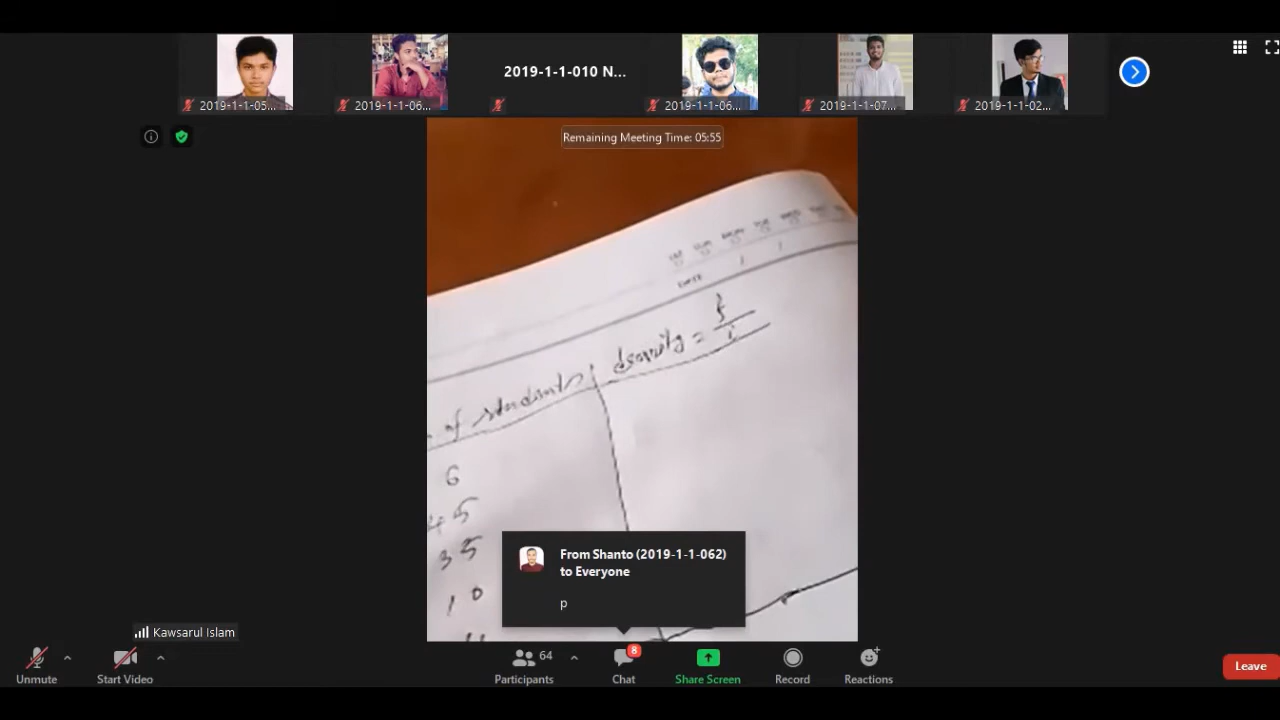 2019-1-1-05...
2019-1-1-06...
2019-1-1-010 N...
2019-1-1-06...
2019-1-1-07...
2019-1-1-02...
Remaining Meeting Time: 05:55
DATE / /
of students density = f/i
6
45
35
10
From Shanto (2019-1-1-062)
to Everyone
p
Kawsarul Islam
Unmute
Start Video
64
Participants
8
Chat
Share Screen
Record
Reactions
Leave